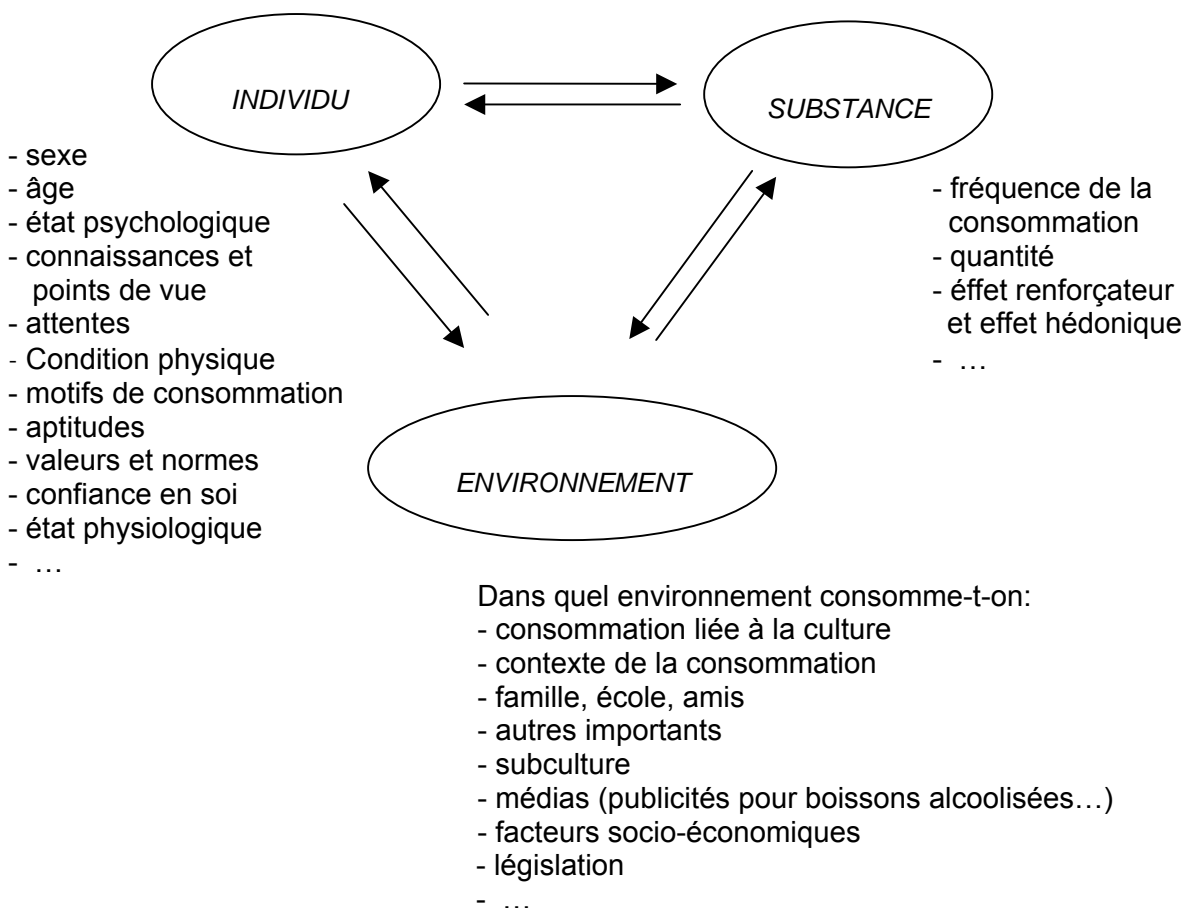 INDIVIDU
SUBSTANCE
- sexe
- âge
- état psychologique
- connaissances et
points de vue
- attentes
- Condition physique
- motifs de consommation
- aptitudes
- valeurs et normes
- confiance en soi
- état physiologique
- …
- fréquence de la
consommation
- quantité
- éffet renforçateur
et effet hédonique
- …
ENVIRONNEMENT
Dans quel environnement consomme-t-on:
- consommation liée à la culture
- contexte de la consommation
- famille, école, amis
- autres importants
- subculture
- médias (publicités pour boissons alcoolisées…)
- facteurs socio-économiques
- législation
- …